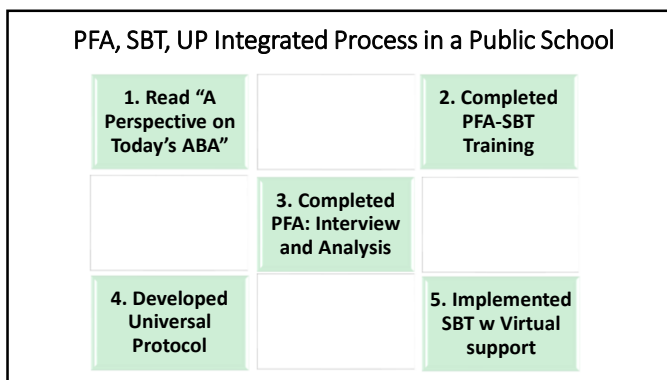 PFA, SBT, UP Integrated Process in a Public School
1. Read “A
Perspective on
Today’s ABA”
2. Completed
PFA-SBT
Training
3. Completed
PFA: Interview
and Analysis
4. Developed
Universal
Protocol
5. Implemented
SBT w Virtual
support